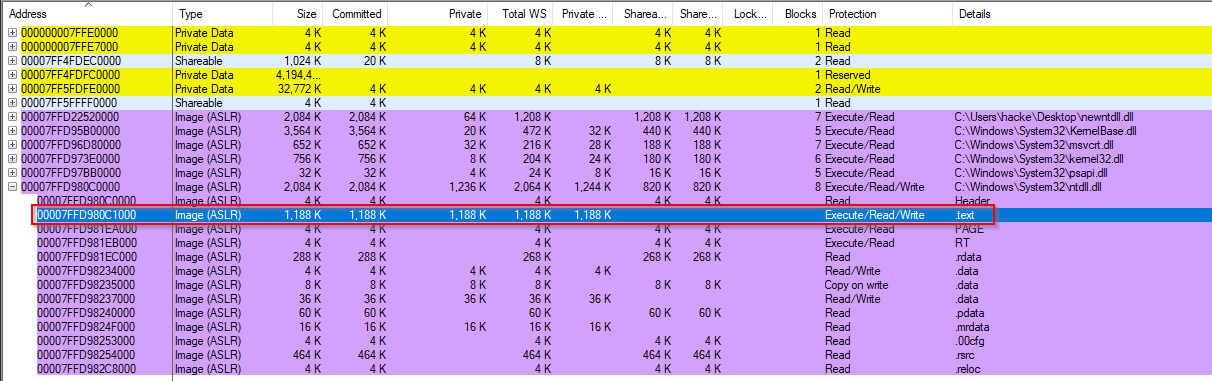 Address Type Size Committed Private Total WS Private ... Sharea... Share... Lock... Blocks Protection Details
000000007FFE0000 Private Data 4 K 4 K 4 K 4 K 4 K 1 Read
000000007FFE7000 Private Data 4 K 4 K 4 K 4 K 4 K 1 Read
00007FF4FDEC0000 Shareable 1,024 K 20 K 8 K 8 K 8 K 2 Read
00007FF4FDFC0000 Private Data 4,194,4... 1 Reserved
00007FF5FDFE0000 Private Data 32,772 K 4 K 4 K 4 K 4 K 2 Read/Write
00007FF5FFFF0000 Shareable 4 K 4 K 1 Read
00007FFD22520000 Image (ASLR) 2,084 K 2,084 K 64 K 1,208 K 1,208 K 1,208 K 7 Execute/Read C:\Users\hacke\Desktop\newntdll.dll
00007FFD95B00000 Image (ASLR) 3,564 K 3,564 K 20 K 472 K 32 K 440 K 440 K 5 Execute/Read C:\Windows\System32\KernelBase.dll
00007FFD96D80000 Image (ASLR) 652 K 652 K 32 K 216 K 28 K 188 K 188 K 7 Execute/Read C:\Windows\System32\msvcrt.dll
00007FFD973E0000 Image (ASLR) 756 K 756 K 8 K 204 K 24 K 180 K 180 K 6 Execute/Read C:\Windows\System32\kernel32.dll
00007FFD97BB0000 Image (ASLR) 32 K 32 K 4 K 24 K 8 K 16 K 16 K 5 Execute/Read C:\Windows\System32\psapi.dll
00007FFD980C0000 Image (ASLR) 2,084 K 2,084 K 1,236 K 2,064 K 1,244 K 820 K 820 K 8 Execute/Read/Write C:\Windows\System32\ntdll.dll
00007FFD980C0000 Image (ASLR) 4 K 4 K 4 K 4 K 4 K Read Header
00007FFD980C1000 Image (ASLR) 1,188 K 1,188 K 1,188 K 1,188 K 1,188 K Execute/Read/Write .text
00007FFD981EA000 Image (ASLR) 4 K 4 K 4 K 4 K 4 K Execute/Read PAGE
00007FFD981EB000 Image (ASLR) 4 K 4 K 4 K 4 K 4 K Execute/Read RT
00007FFD981EC000 Image (ASLR) 288 K 288 K 268 K 268 K 268 K Read .rdata
00007FFD98234000 Image (ASLR) 4 K 4 K 4 K 4 K 4 K Read/Write .data
00007FFD98235000 Image (ASLR) 8 K 8 K 8 K 8 K 8 K 8 K Copy on write .data
00007FFD98237000 Image (ASLR) 36 K 36 K 36 K 36 K 36 K Read/Write .data
00007FFD98240000 Image (ASLR) 60 K 60 K 60 K 60 K 60 K Read .pdata
00007FFD9824F000 Image (ASLR) 16 K 16 K 16 K 16 K 16 K Read .mrdata
00007FFD98253000 Image (ASLR) 4 K 4 K 4 K 4 K 4 K Read .00cfg
00007FFD98254000 Image (ASLR) 464 K 464 K 464 K 464 K 464 K Read .rsrc
00007FFD982C8000 Image (ASLR) 4 K 4 K 4 K 4 K 4 K Read .reloc